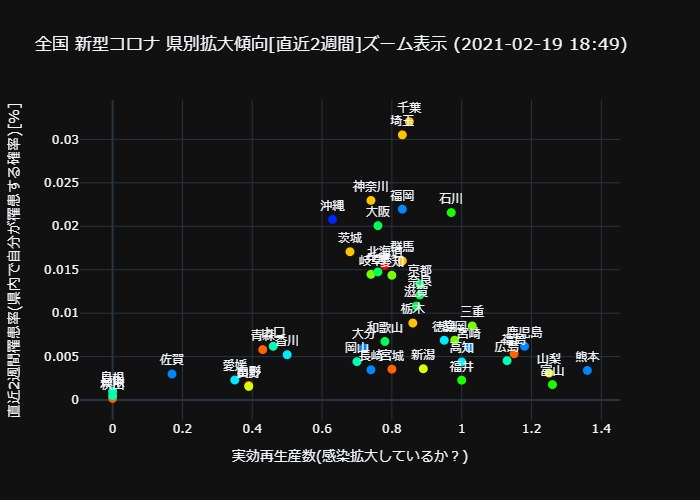 全国 新型コロナ 県別拡大傾向[直近2週間]ズーム表示 (2021-02-19 18:49)
直近2週間罹患率(県内で自分が罹患する確率)[%]
0.03
0.025
0.02
0.015
0.01
0.005
0
千葉
埼玉
神奈川
福岡
石川
沖縄
大阪
茨城
群馬
北海道
岐阜
愛知
京都
奈良
滋賀
栃木
三重
和歌山
大分
鹿児島
宮崎
山口
香川
岡山
高知
広島
佐賀
愛媛
長崎
宮城
新潟
福井
山梨
富山
熊本
島根
0
0.2
0.4
0.6
0.8
1
1.2
1.4
実効再生産数(感染拡大しているか？)